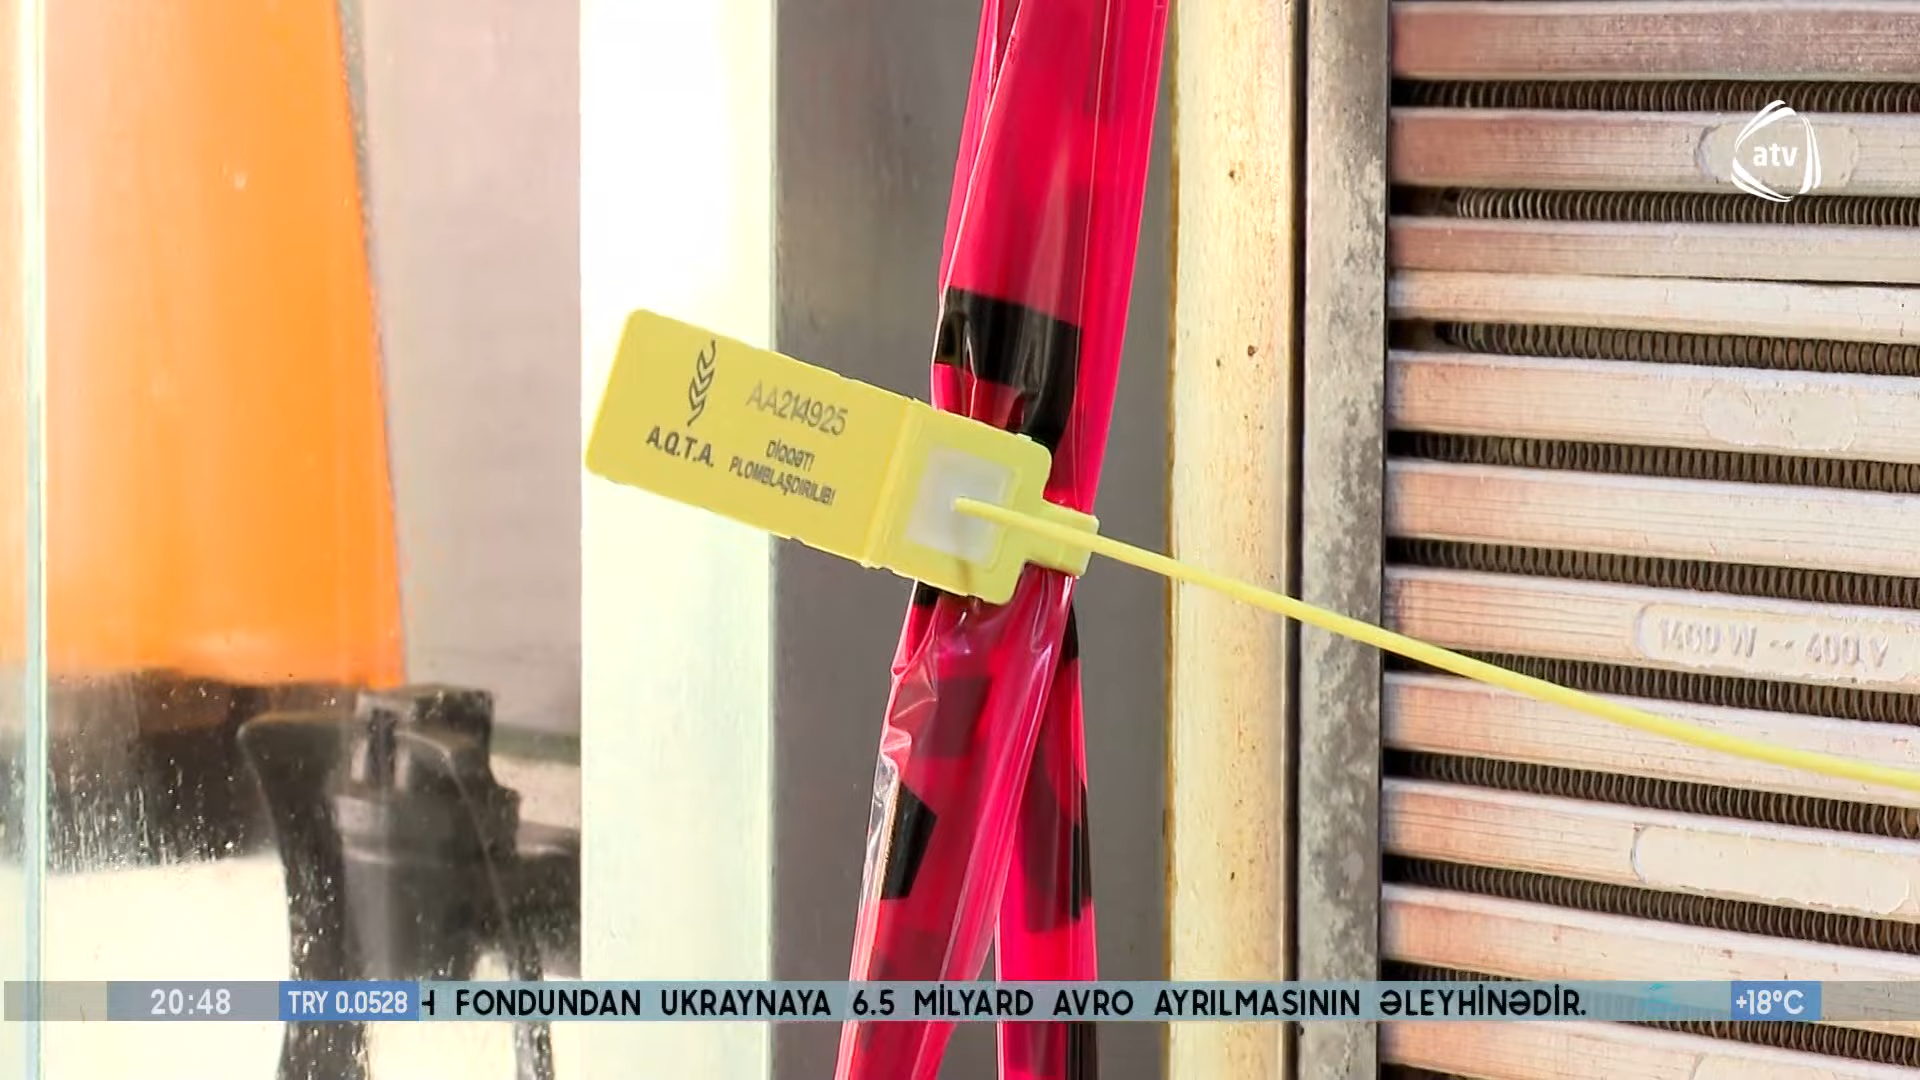 atv
AA214925
A.Q.T.A.
DİQQƏT!
PLOMBLAŞDIRILIB!
1400 W ~ 400 V
20:48
TRY 0.0528
FONDUNDAN UKRAYNAYA 6.5 MİLYARD AVRO AYRILMASININ ƏLEYHİNƏDİR.
+18°C